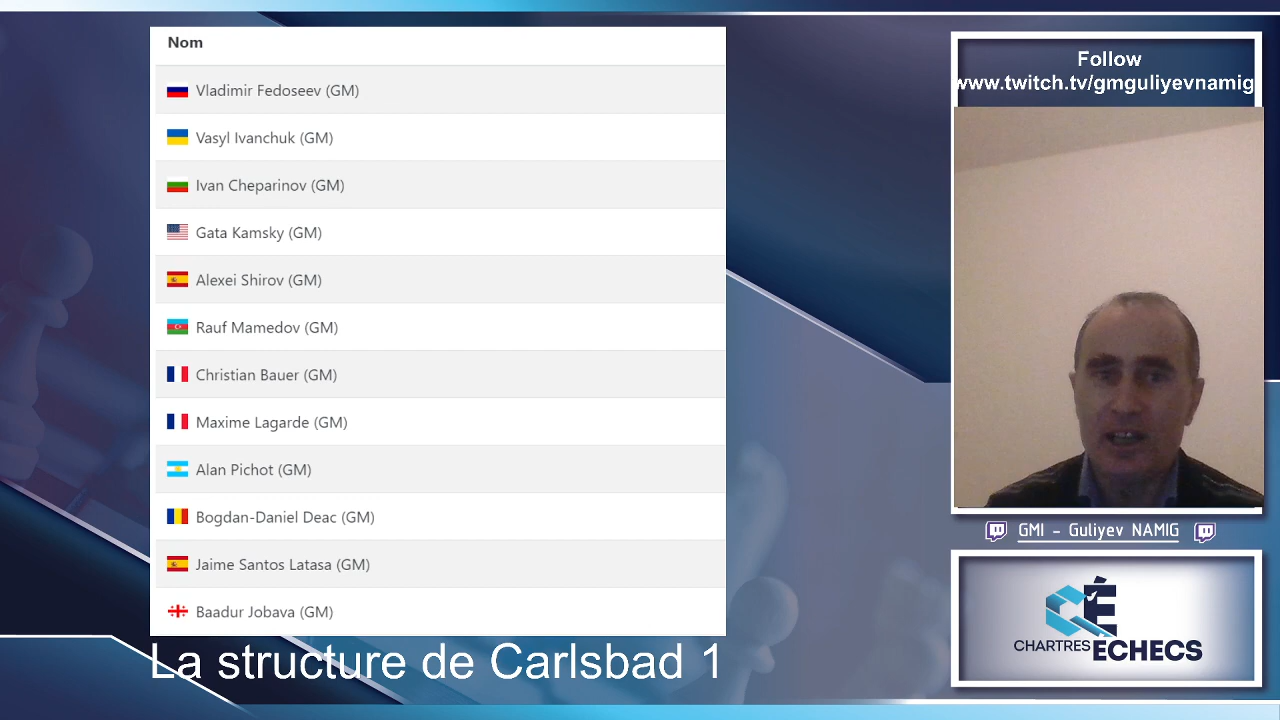 Nom
Vladimir Fedoseev (GM)
Vasyl Ivanchuk (GM)
Ivan Cheparinov (GM)
Gata Kamsky (GM)
Alexei Shirov (GM)
Rauf Mamedov (GM)
Christian Bauer (GM)
Maxime Lagarde (GM)
Alan Pichot (GM)
Bogdan-Daniel Deac (GM)
Jaime Santos Latasa (GM)
Baadur Jobava (GM)
La structure de Carlsbad 1
Follow
www.twitch.tv/gmguliyevnamig
GMI - Guliyev NAMIG
CÉ
CHARTRES ÉCHECS